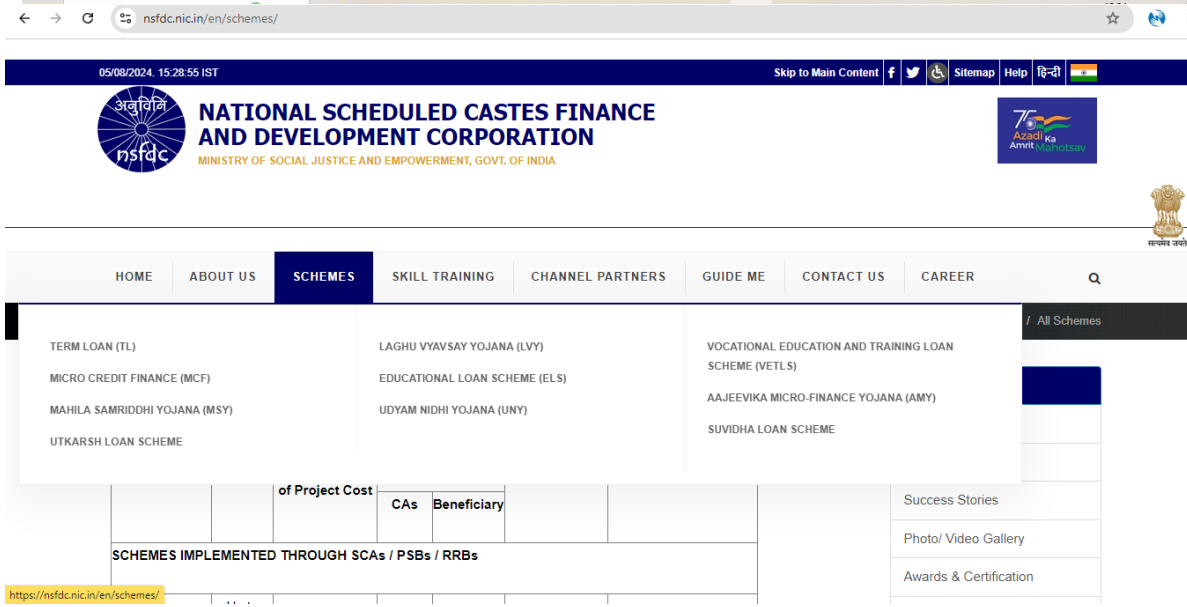 nsfdc.nic.in/en/schemes/
05/08/2024. 15:28:55 IST
Skip to Main Content
Sitemap
Help
हिन्दी
अनुविनि
nsfdc
NATIONAL SCHEDULED CASTES FINANCE
AND DEVELOPMENT CORPORATION
MINISTRY OF SOCIAL JUSTICE AND EMPOWERMENT, GOVT. OF INDIA
75
Azadi Ka
Amrit Mahotsav
सत्यमेव जयते
HOME ABOUT US SCHEMES SKILL TRAINING CHANNEL PARTNERS GUIDE ME CONTACT US CAREER
/ All Schemes
TERM LOAN (TL)
MICRO CREDIT FINANCE (MCF)
MAHILA SAMRIDDHI YOJANA (MSY)
UTKARSH LOAN SCHEME
LAGHU VYAVSAY YOJANA (LVY)
EDUCATIONAL LOAN SCHEME (ELS)
UDYAM NIDHI YOJANA (UNY)
VOCATIONAL EDUCATION AND TRAINING LOAN
SCHEME (VETLS)
AAJEEVIKA MICRO-FINANCE YOJANA (AMY)
SUVIDHA LOAN SCHEME
of Project Cost
CAs Beneficiary
SCHEMES IMPLEMENTED THROUGH SCAs / PSBs / RRBs
Success Stories
Photo/ Video Gallery
Awards & Certification
https://nsfdc.nic.in/en/schemes/